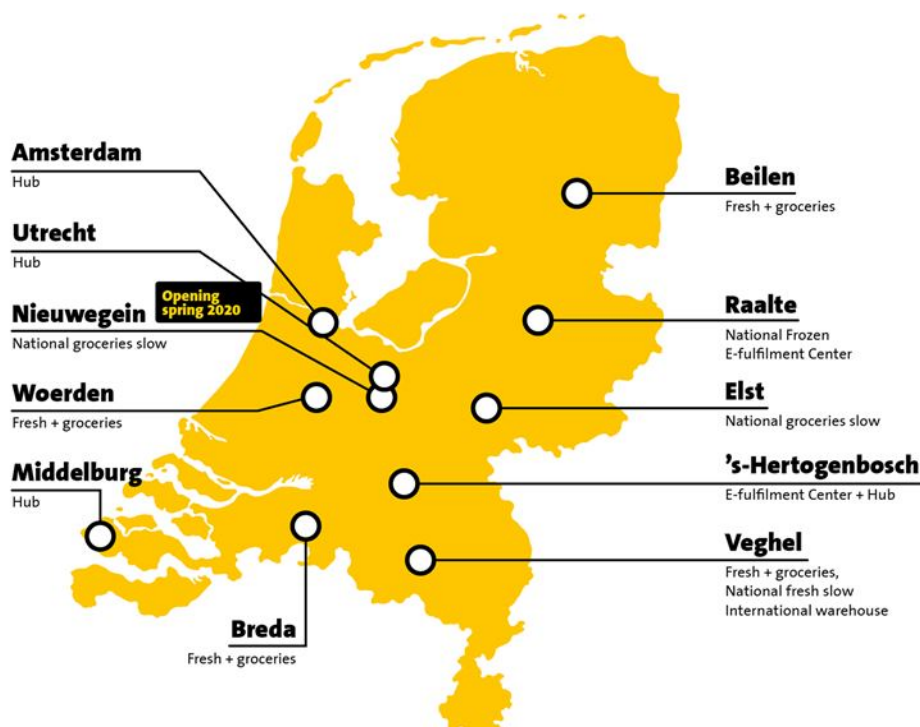 Amsterdam
Hub
Utrecht
Hub
Opening
spring 2020
Nieuwegein
National groceries slow
Woerden
Fresh + groceries
Middelburg
Hub
Breda
Fresh + groceries
Beilen
Fresh + groceries
Raalte
National Frozen
E-fulfilment Center
Elst
National groceries slow
’s-Hertogenbosch
E-fulfilment Center + Hub
Veghel
Fresh + groceries,
National fresh slow
International warehouse